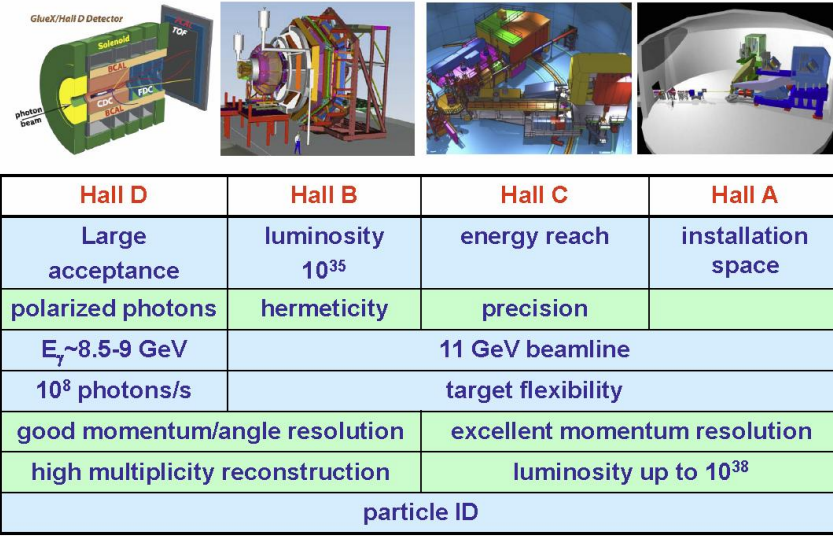 GlueX/Hall D Detector
FCAL
TOF
Solenoid
BCAL
CDC
FDC
BCAL
photon
beam
Hall D Hall B Hall C Hall A
Large acceptance luminosity 10³⁵ energy reach installation space
polarized photons hermeticity precision
Eγ~8.5-9 GeV 11 GeV beamline
10⁸ photons/s target flexibility
good momentum/angle resolution excellent momentum resolution
high multiplicity reconstruction luminosity up to 10³⁸
particle ID